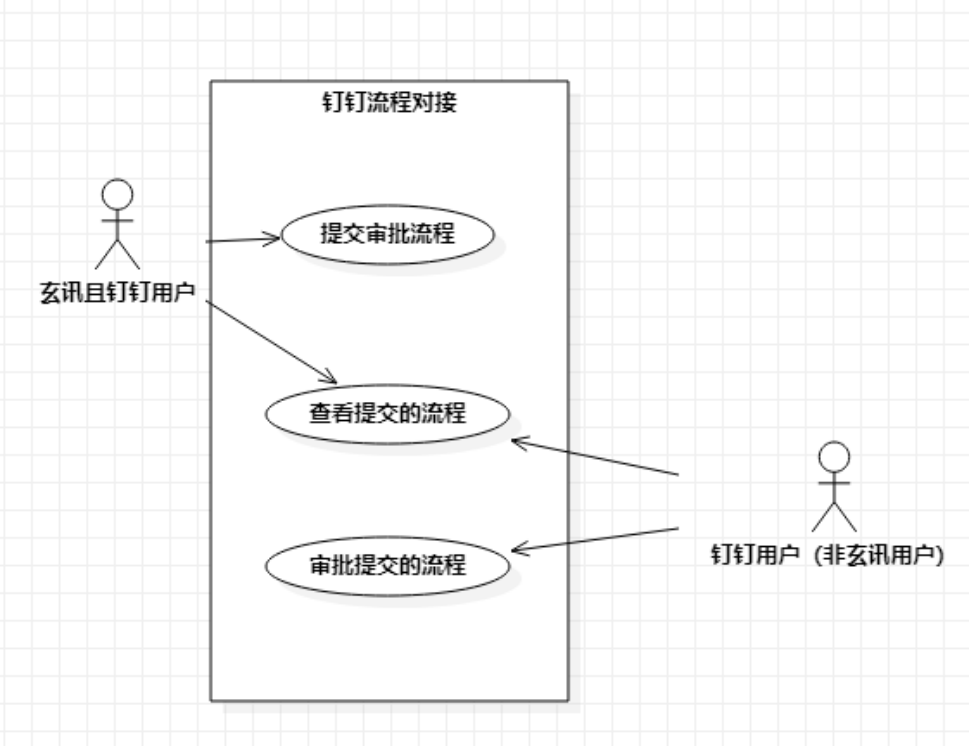 钉钉流程对接
提交审批流程
玄讯且钉钉用户
查看提交的流程
审批提交的流程
钉钉用户（非玄讯用户）